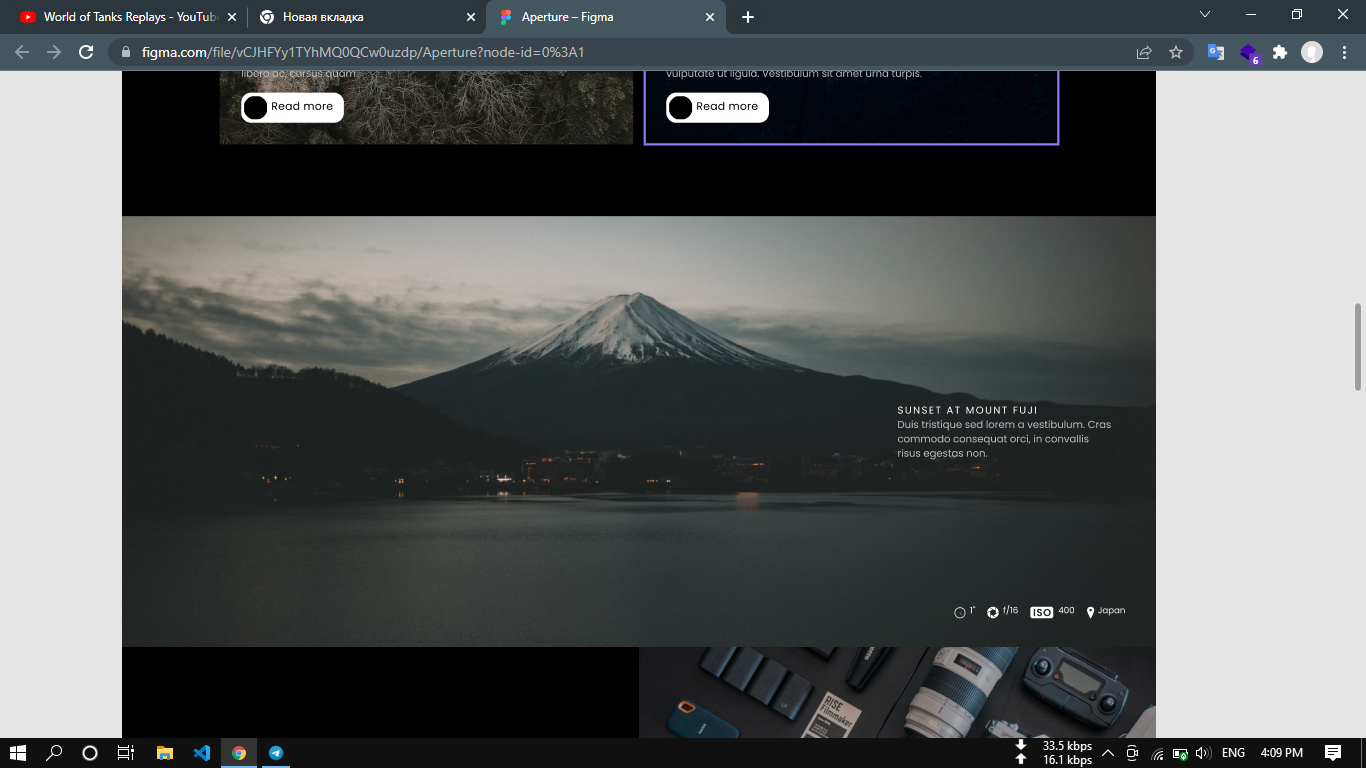 World of Tanks Replays - YouTub
Новая вкладка
Aperture – Figma
figma.com/file/vCJHFYy1TYhMQ0QCw0uzdp/Aperture?node-id=0%3A1
6
libero ac, cursus quam.
vulputate ut ligula. Vestibulum sit amet urna turpis.
Read more
Read more
SUNSET AT MOUNT FUJI
Duis tristique sed lorem a vestibulum. Cras
commodo consequat orci, in convallis
risus egestas non.
1"
f/16
ISO
400
Japan
RISE
Filmmaker
33.5 kbps
16.1 kbps
ENG
4:09 PM